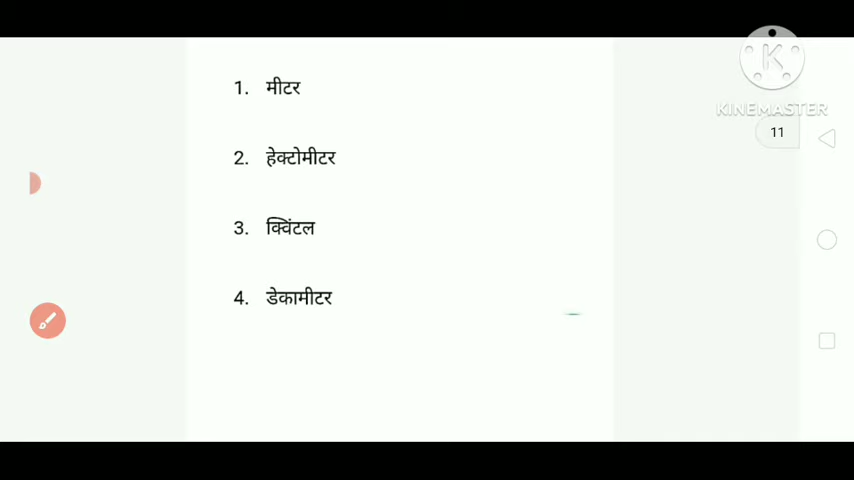 1. मीटर
KINEMASTER
11
2. हेक्टोमीटर
3. क्विंटल
4. डेकामीटर